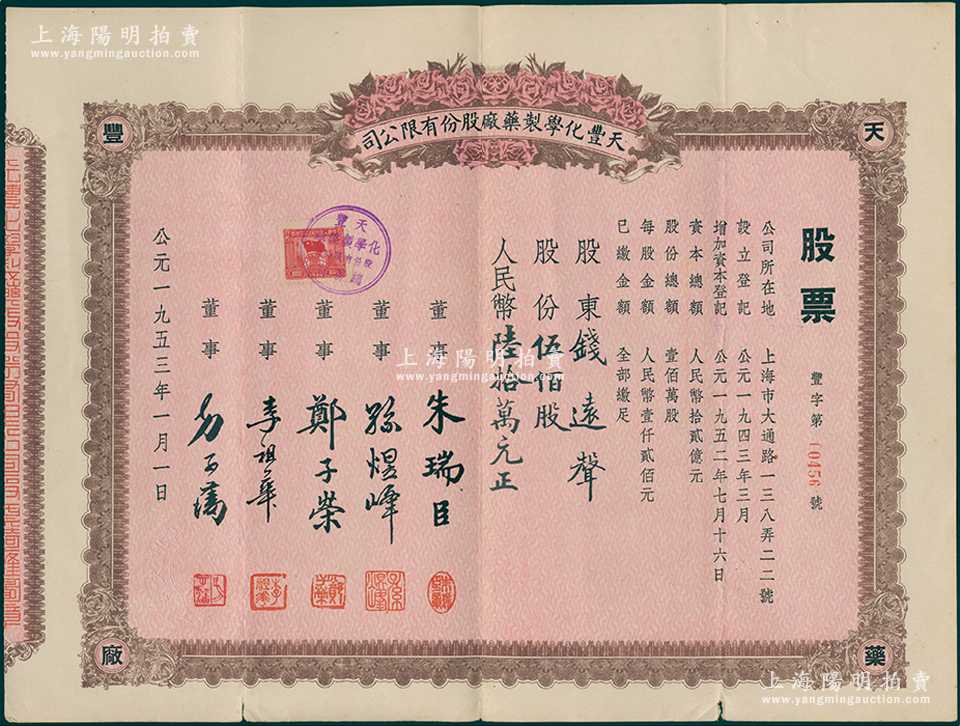 上海陽明拍賣
www.yangmingauction.com
天豐化學製藥廠股份有限公司
天
豐
藥
廠
股票
豐字第10456號
公司所在地 上海市大通路一三八弄二二號
設立登記 公元一九四三年三月
增加資本登記 公元一九五二年七月十六日
資本總額 人民幣拾貳億元
股份總額 壹佰萬股
每股金額 人民幣壹仟貳佰元
已繳金額 全部繳足
股東錢遠聲
股份伍佰股
人民幣陸拾萬元正
董事 朱瑞臣
董事 孫煜峰
董事 鄭子榮
董事 李祖華
董事
公元一九五三年一月一日
天豐
化學製
上海陽明拍賣
www.yangmingauction.com
上海陽明拍賣
www.yangmingauction.com